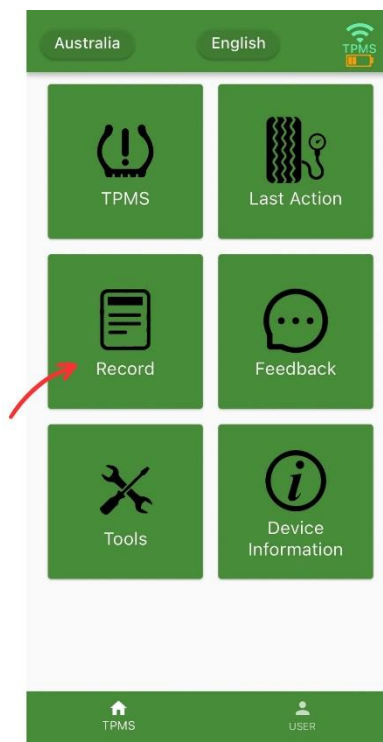 Australia English
TPMS
TPMS Last Action
Record Feedback
Tools Device
Information
TPMS USER